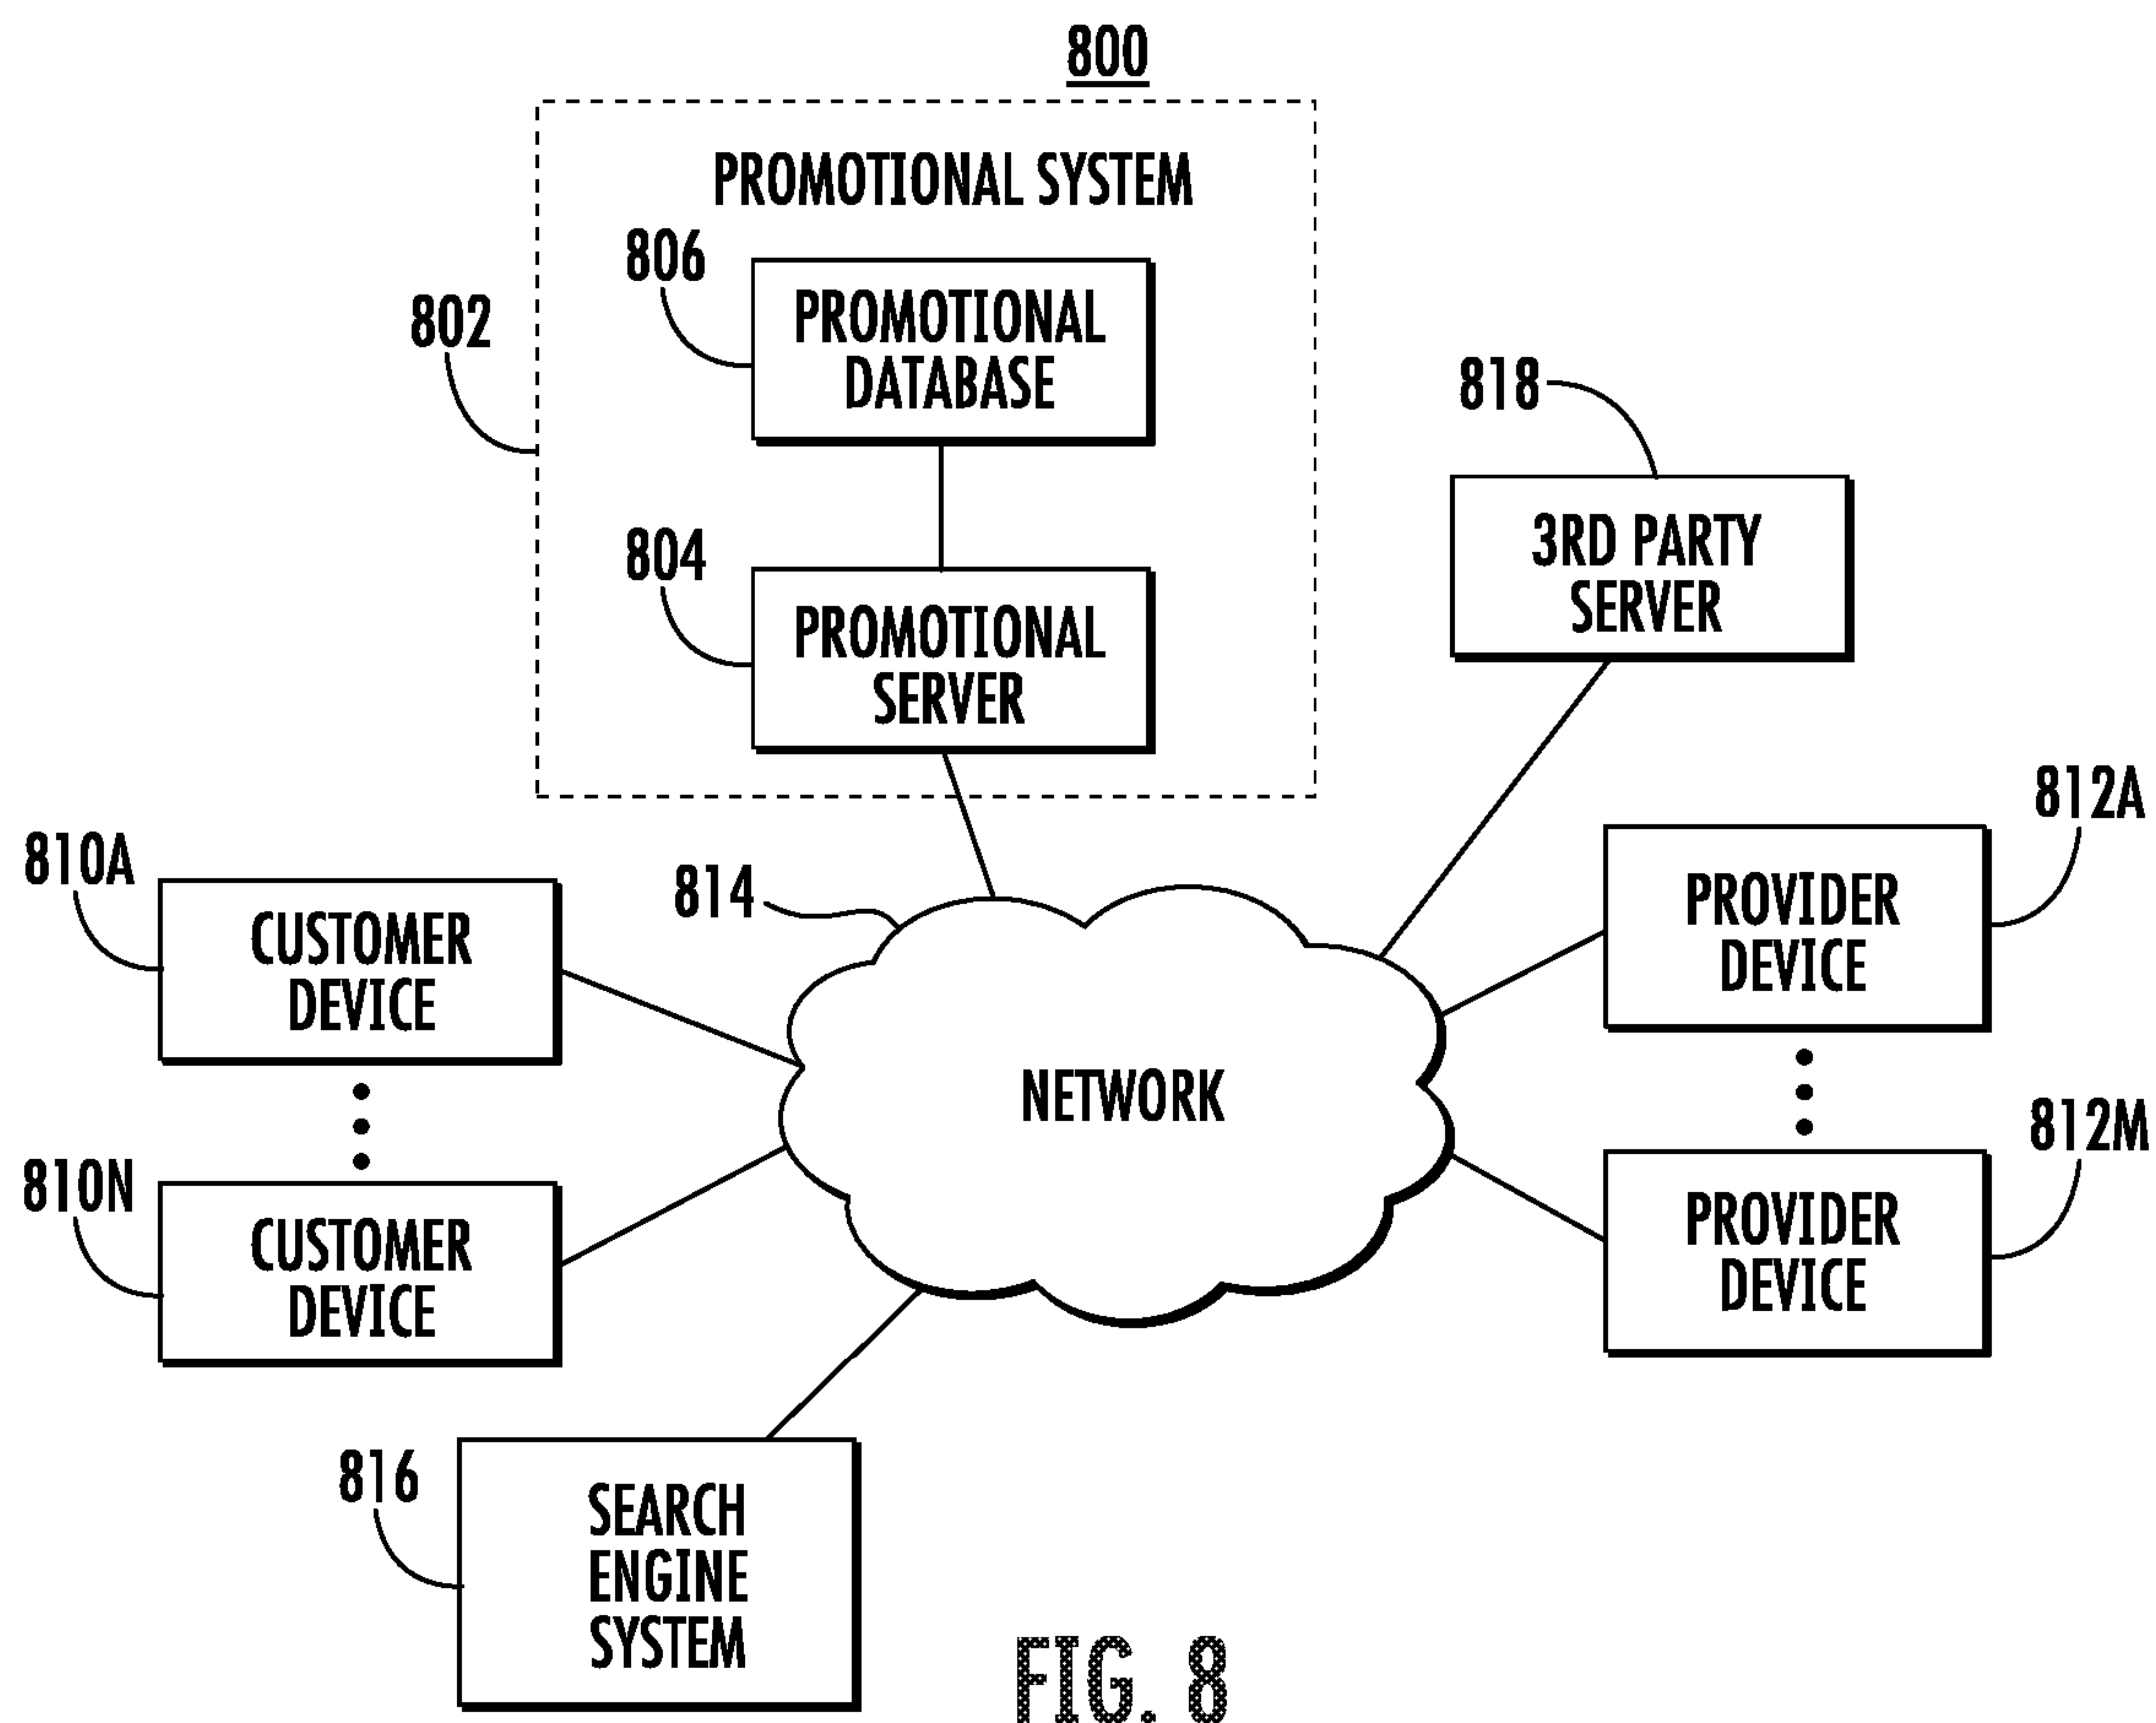 800
PROMOTIONAL SYSTEM
806
PROMOTIONAL
DATABASE
802
818
3RD PARTY
SERVER
804
PROMOTIONAL
SERVER
812A
810A
PROVIDER
DEVICE
814
CUSTOMER
DEVICE
NETWORK
812M
810N
PROVIDER
DEVICE
CUSTOMER
DEVICE
816
SEARCH
ENGINE
SYSTEM
FIG. 8